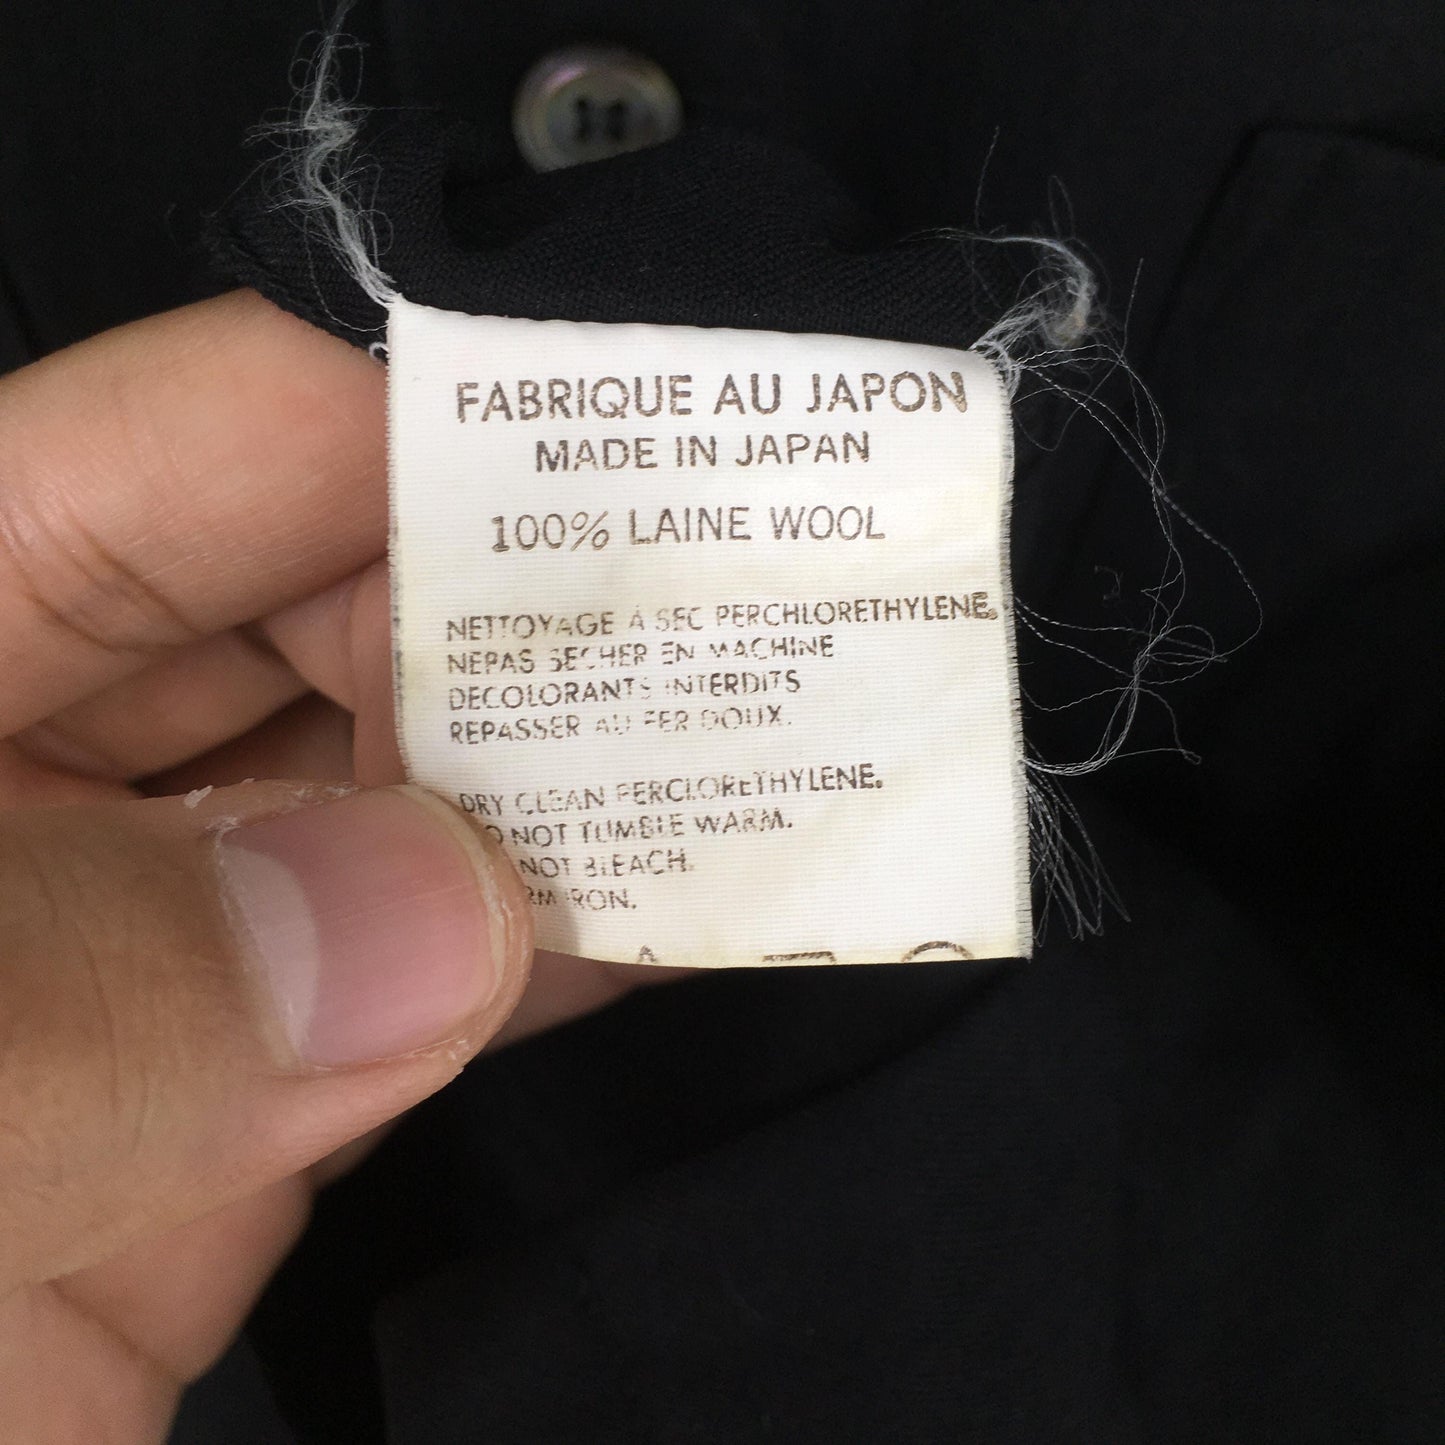 FABRIQUE AU JAPON
MADE IN JAPAN
100% LAINE WOOL
NETTOYAGE A SEC PERCHLORETHYLENE.
NEPAS SECHER EN MACHINE
DECOLORANTS INTERDITS
REPASSER AU FER DOUX.
DRY CLEAN PERCLORETHYLENE.
NOT TUMBLE WARM.
NOT BLEACH.
IRON.